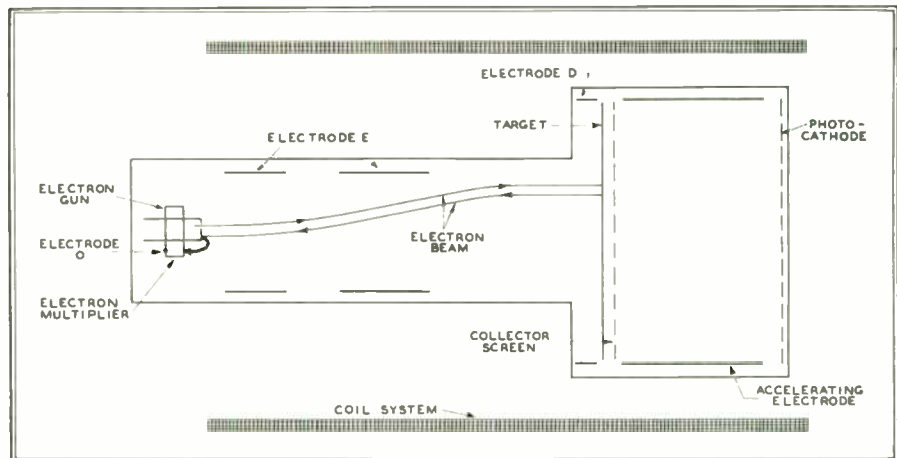 ELECTRODE D
TARGET
PHOTO-
CATHODE
ELECTRODE E
ELECTRON
GUN
ELECTRODE
O
ELECTRON
MULTIPLIER
ELECTRON
BEAM
COLLECTOR
SCREEN
ACCELERATING
ELECTRODE
COIL SYSTEM